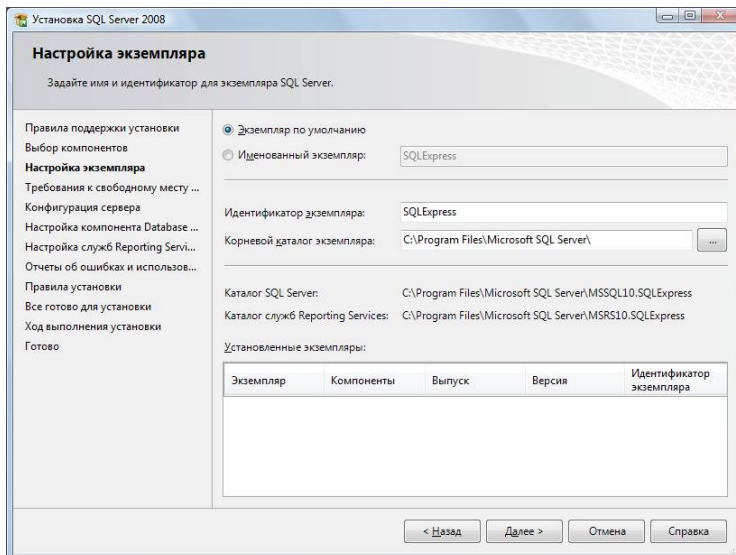 Установка SQL Server 2008
Настройка экземпляра
Задайте имя и идентификатор для экземпляра SQL Server.
Правила поддержки установки
Выбор компонентов
Настройка экземпляра
Требования к свободному месту ...
Конфигурация сервера
Настройка компонента Database ...
Настройка служб Reporting Servi...
Отчеты об ошибках и использов...
Правила установки
Все готово для установки
Ход выполнения установки
Готово
Экземпляр по умолчанию
Именованный экземпляр: SQLExpress
Идентификатор экземпляра: SQLExpress
Корневой каталог экземпляра: C:\Program Files\Microsoft SQL Server\ ...
Каталог SQL Server: C:\Program Files\Microsoft SQL Server\MSSQL10.SQLExpress
Каталог служб Reporting Services: C:\Program Files\Microsoft SQL Server\MSRS10.SQLExpress
Установленные экземпляры:
Экземпляр Компоненты Выпуск Версия Идентификатор экземпляра
< Назад Далее > Отмена Справка